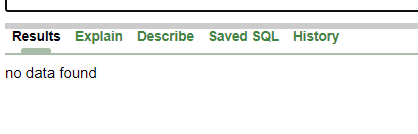 Results Explain Describe Saved SQL History
no data found